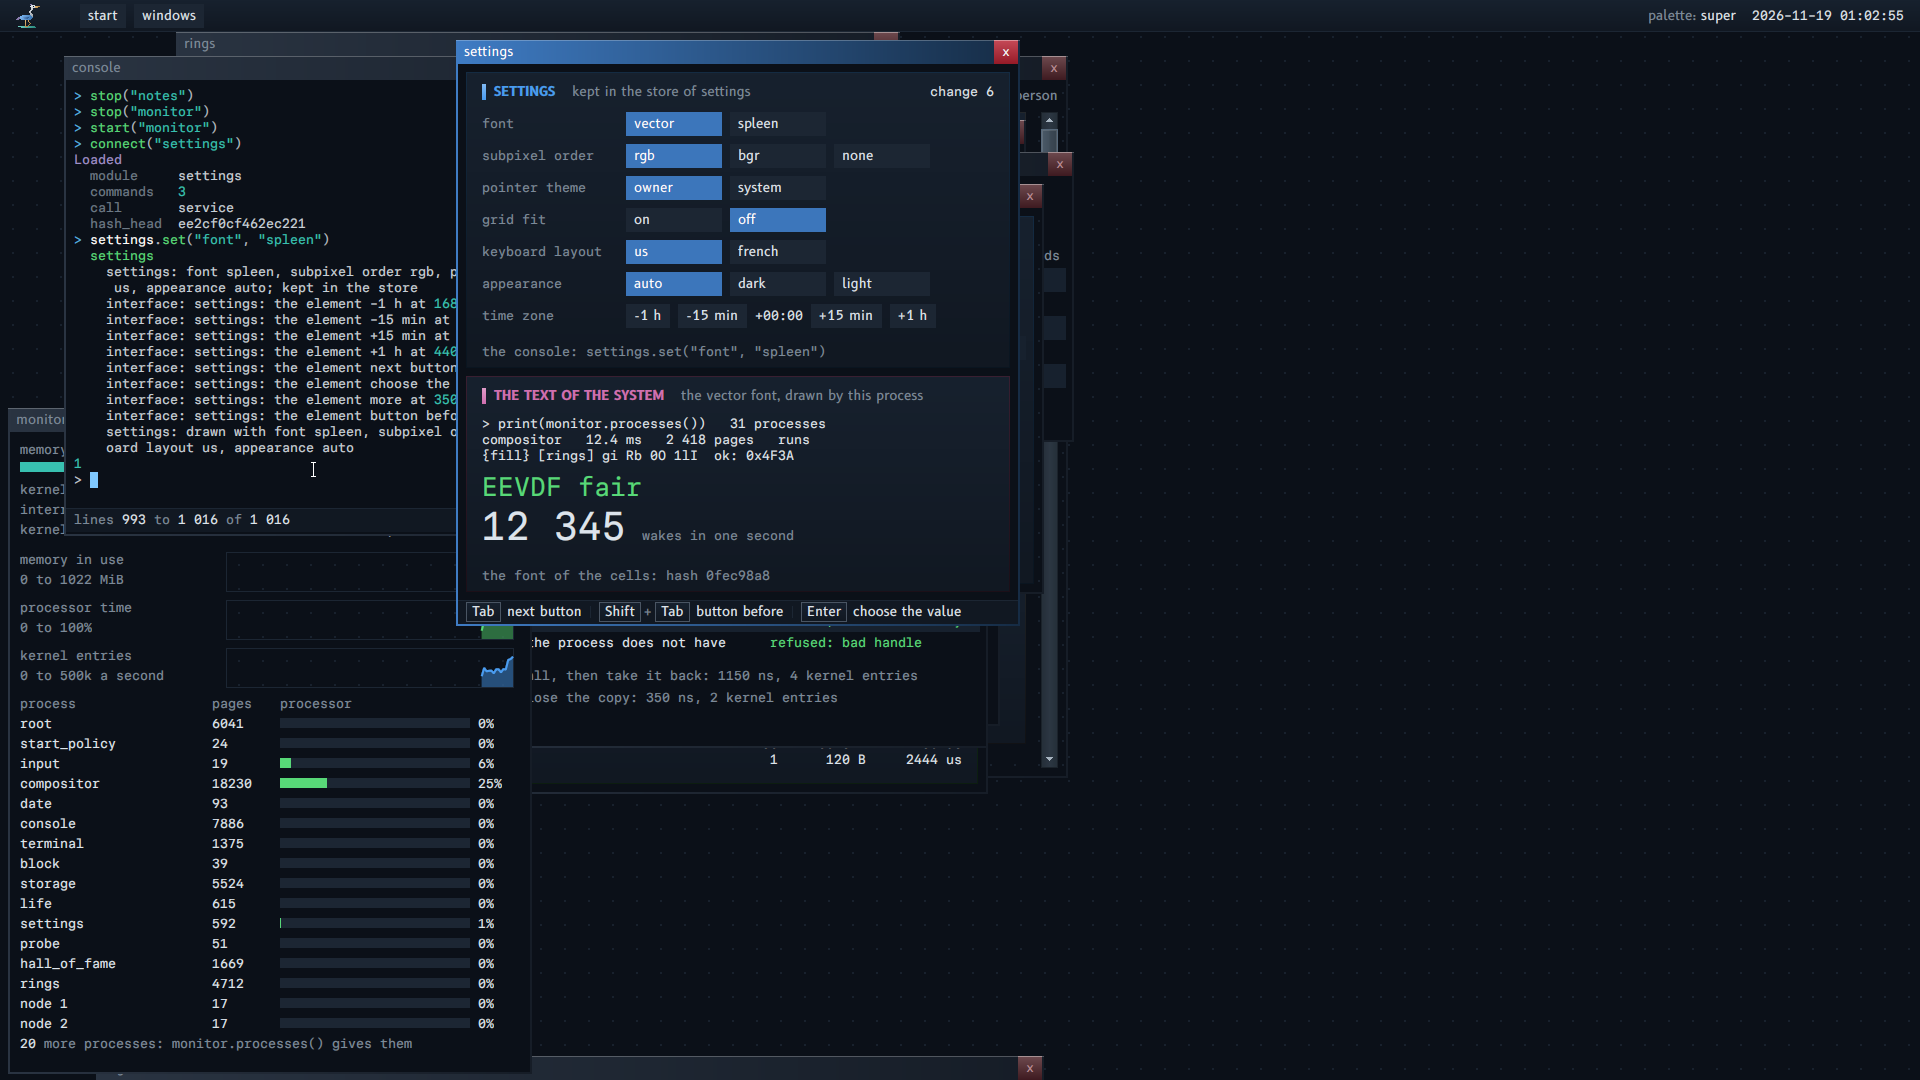 start windows palette: super 2026-11-19 01:02:55
rings
console
> stop("notes")
> stop("monitor")
> start("monitor")
> connect("settings")
Loaded
module settings
commands 3
call service
hash_head ee2cf0cf462ec221
> settings.set("font", "spleen")
settings
settings: font spleen, subpixel order rgb, p
us, appearance auto; kept in the store
interface: settings: the element -1 h at 168
interface: settings: the element -15 min at
interface: settings: the element +15 min at
interface: settings: the element +1 h at 440
interface: settings: the element next button
interface: settings: the element choose the
interface: settings: the element more at 350
interface: settings: the element button befo
settings: drawn with font spleen, subpixel o
oard layout us, appearance auto
1
>
lines 993 to 1 016 of 1 016
settings x
SETTINGS kept in the store of settings change 6
font vector spleen
subpixel order rgb bgr none
pointer theme owner system
grid fit on off
keyboard layout us french
appearance auto dark light
time zone -1 h -15 min +00:00 +15 min +1 h
the console: settings.set("font", "spleen")
THE TEXT OF THE SYSTEM the vector font, drawn by this process
> print(monitor.processes()) 31 processes
compositor 12.4 ms 2 418 pages runs
{fill} [rings] gi Rb 0O 1lI ok: 0x4F3A
EEVDF fair
12 345 wakes in one second
the font of the cells: hash 0fec98a8
Tab next button Shift + Tab button before Enter choose the value
x
erson
x
x
ds
the process does not have refused: bad handle
all, then take it back: 1150 ns, 4 kernel entries
lose the copy: 350 ns, 2 kernel entries
1 120 B 2444 us
monitor
memory
kernel
inter
kernel
memory in use
0 to 1022 MiB
processor time
0 to 100%
kernel entries
0 to 500k a second
process pages processor
root 6041 0%
start_policy 24 0%
input 19 6%
compositor 18230 25%
date 93 0%
console 7886 0%
terminal 1375 0%
block 39 0%
storage 5524 0%
life 615 0%
settings 592 1%
probe 51 0%
hall_of_fame 1669 0%
rings 4712 0%
node 1 17 0%
node 2 17 0%
20 more processes: monitor.processes() gives them
x